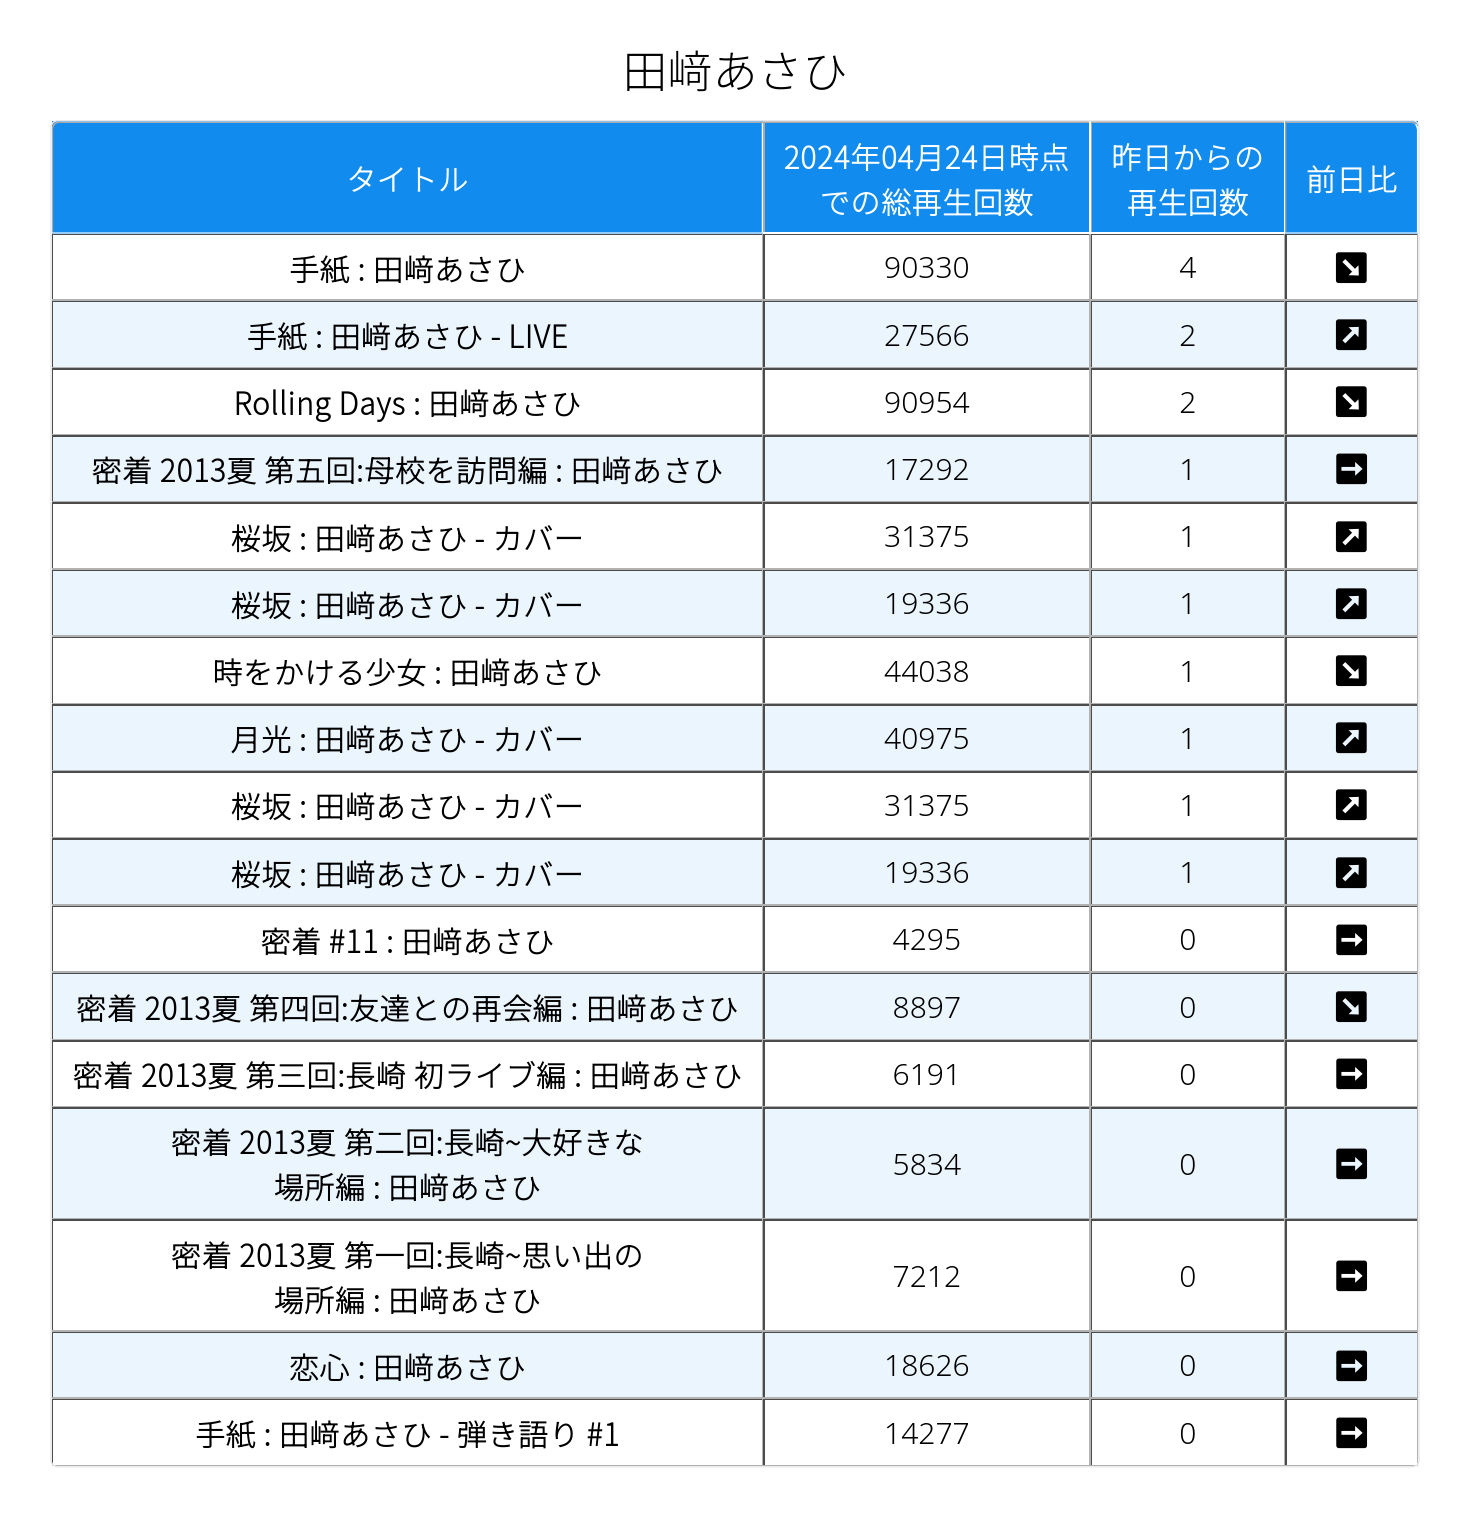 田﨑あさひ
タイトル
2024年04月24日時点
での総再生回数
昨日からの
再生回数
前日比
手紙 : 田﨑あさひ 90330 4
手紙 : 田﨑あさひ - LIVE 27566 2
Rolling Days : 田﨑あさひ 90954 2
密着 2013夏 第五回:母校を訪問編 : 田﨑あさひ 17292 1
桜坂 : 田﨑あさひ - カバー 31375 1
桜坂 : 田﨑あさひ - カバー 19336 1
時をかける少女 : 田﨑あさひ 44038 1
月光 : 田﨑あさひ - カバー 40975 1
桜坂 : 田﨑あさひ - カバー 31375 1
桜坂 : 田﨑あさひ - カバー 19336 1
密着 #11 : 田﨑あさひ 4295 0
密着 2013夏 第四回:友達との再会編 : 田﨑あさひ 8897 0
密着 2013夏 第三回:長崎 初ライブ編 : 田﨑あさひ 6191 0
密着 2013夏 第二回:長崎~大好きな
場所編 : 田﨑あさひ 5834 0
密着 2013夏 第一回:長崎~思い出の
場所編 : 田﨑あさひ 7212 0
恋心 : 田﨑あさひ 18626 0
手紙 : 田﨑あさひ - 弾き語り #1 14277 0